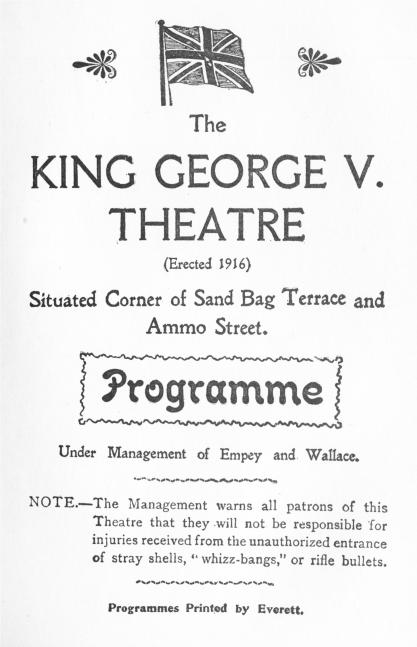 The
KING GEORGE V.
THEATRE
(Erected 1916)
Situated Corner of Sand Bag Terrace and
Ammo Street.
Programme
Under Management of Empey and Wallace.
NOTE.—The Management warns all patrons of this
Theatre that they will not be responsible for
injuries received from the unauthorized entrance
of stray shells, “ whizz-bangs,” or rifle bullets.
Programmes Printed by Everett.